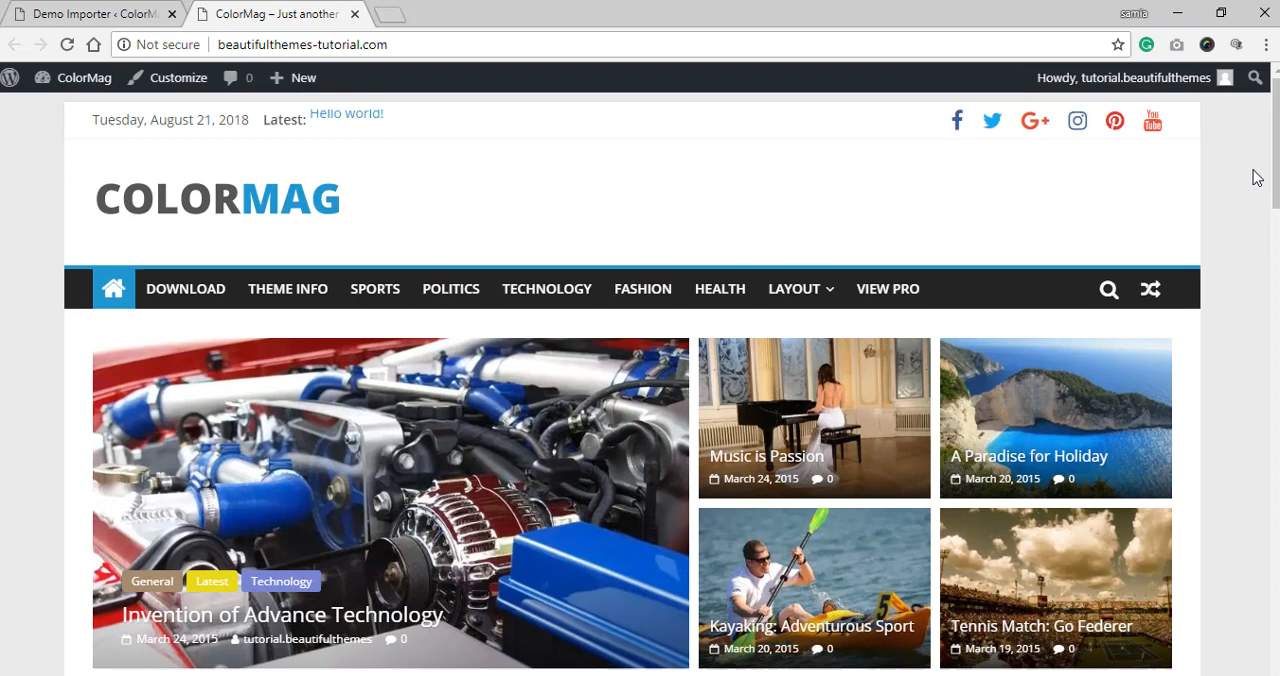 Demo Importer ‹ ColorM
ColorMag – Just another
samia
Not secure
beautifulthemes-tutorial.com
ColorMag
Customize
0
New
Howdy, tutorial.beautifulthemes
Tuesday, August 21, 2018
Latest:
Hello world!
G+
You
Tube
COLORMAG
DOWNLOAD
THEME INFO
SPORTS
POLITICS
TECHNOLOGY
FASHION
HEALTH
LAYOUT
VIEW PRO
General
Latest
Technology
Invention of Advance Technology
March 24, 2015
tutorial.beautifulthemes
0
Music is Passion
March 24, 2015
0
A Paradise for Holiday
March 20, 2015
0
5
Kayaking: Adventurous Sport
March 20, 2015
0
Tennis Match: Go Federer
March 19, 2015
0